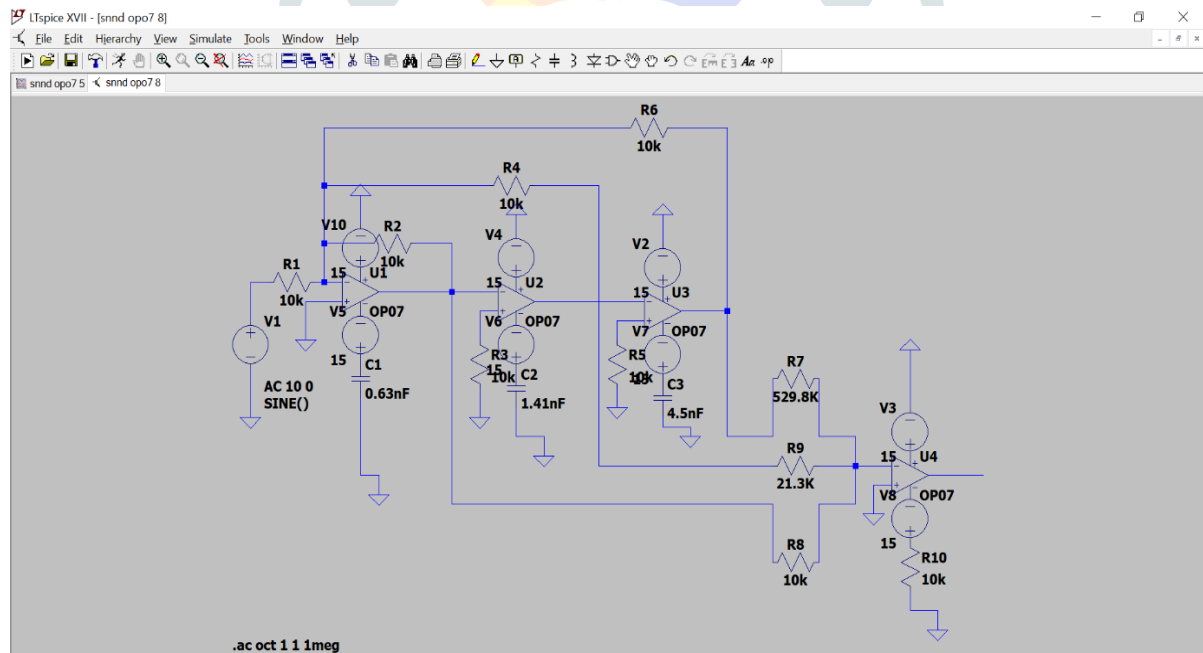 LTspice XVII - [snnd opo7 8]
File Edit Hierarchy View Simulate Tools Window Help
snnd opo7 5 snnd opo7 8
R6
10k
R4
10k
V10
R2
10k
V4
V2
R1
10k
15
U1
15
U2
15
U3
V1
V5
OP07
V6
OP07
V7
OP07
15
C1
0.63nF
R3
10k
15
C2
1.41nF
R5
10k
15
C3
4.5nF
AC 10 0
SINE()
R7
529.8K
V3
R9
21.3K
15
U4
V8
OP07
15
R8
10k
R10
10k
.ac oct 1 1 1meg